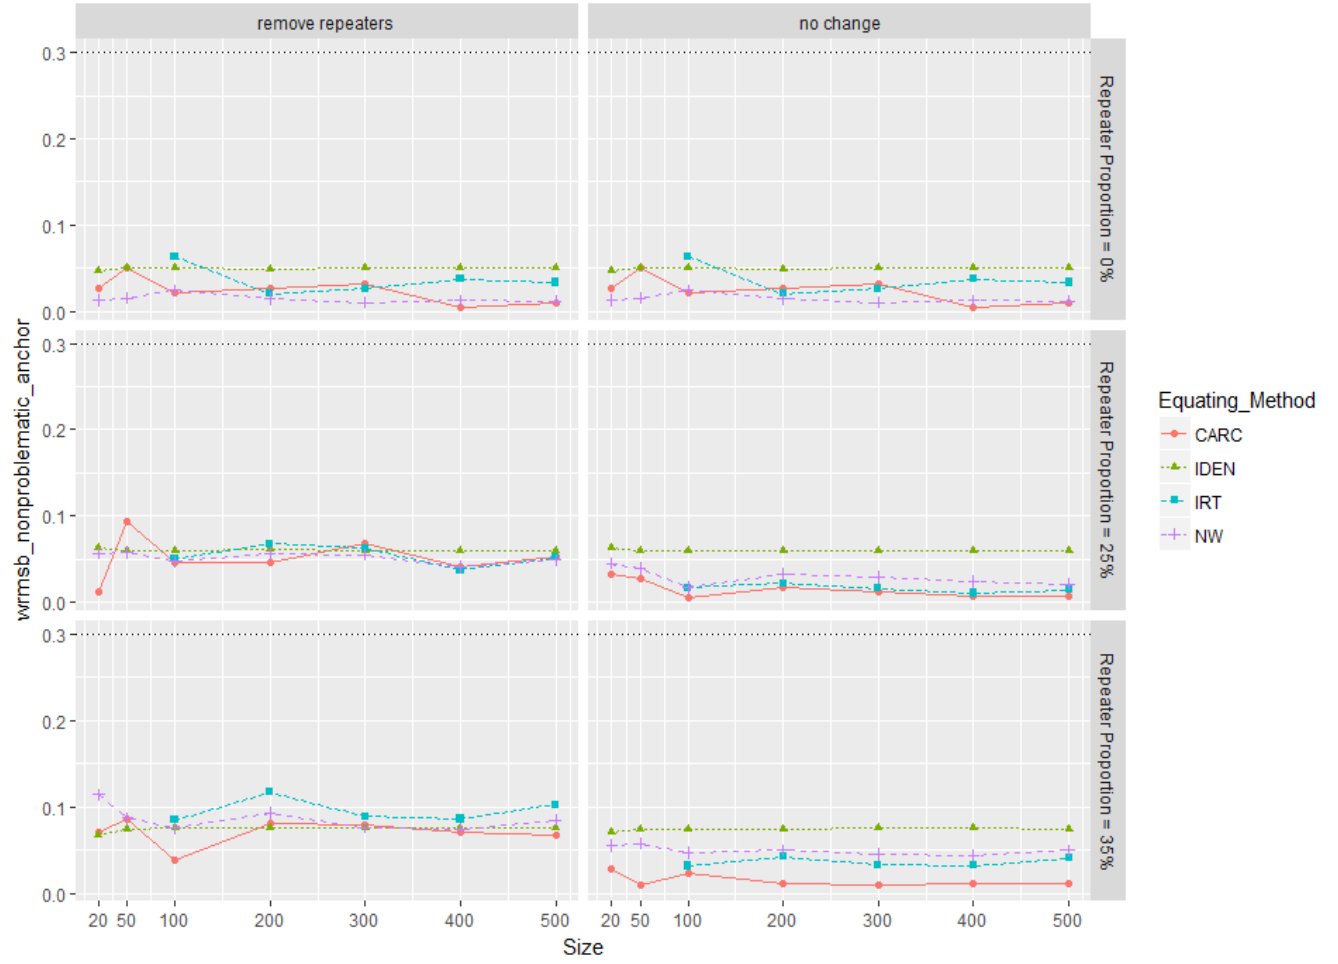 remove repeaters
no change
0.3
0.2
0.1
0.0
Repeater Proportion = 0%
0.3
0.2
0.1
0.0
Repeater Proportion = 25%
0.3
0.2
0.1
0.0
Repeater Proportion = 35%
wrmsb_nonproblematic_anchor
20 50 100 200 300 400 500
20 50 100 200 300 400 500
Size
Equating_Method
CARC
IDEN
IRT
NW